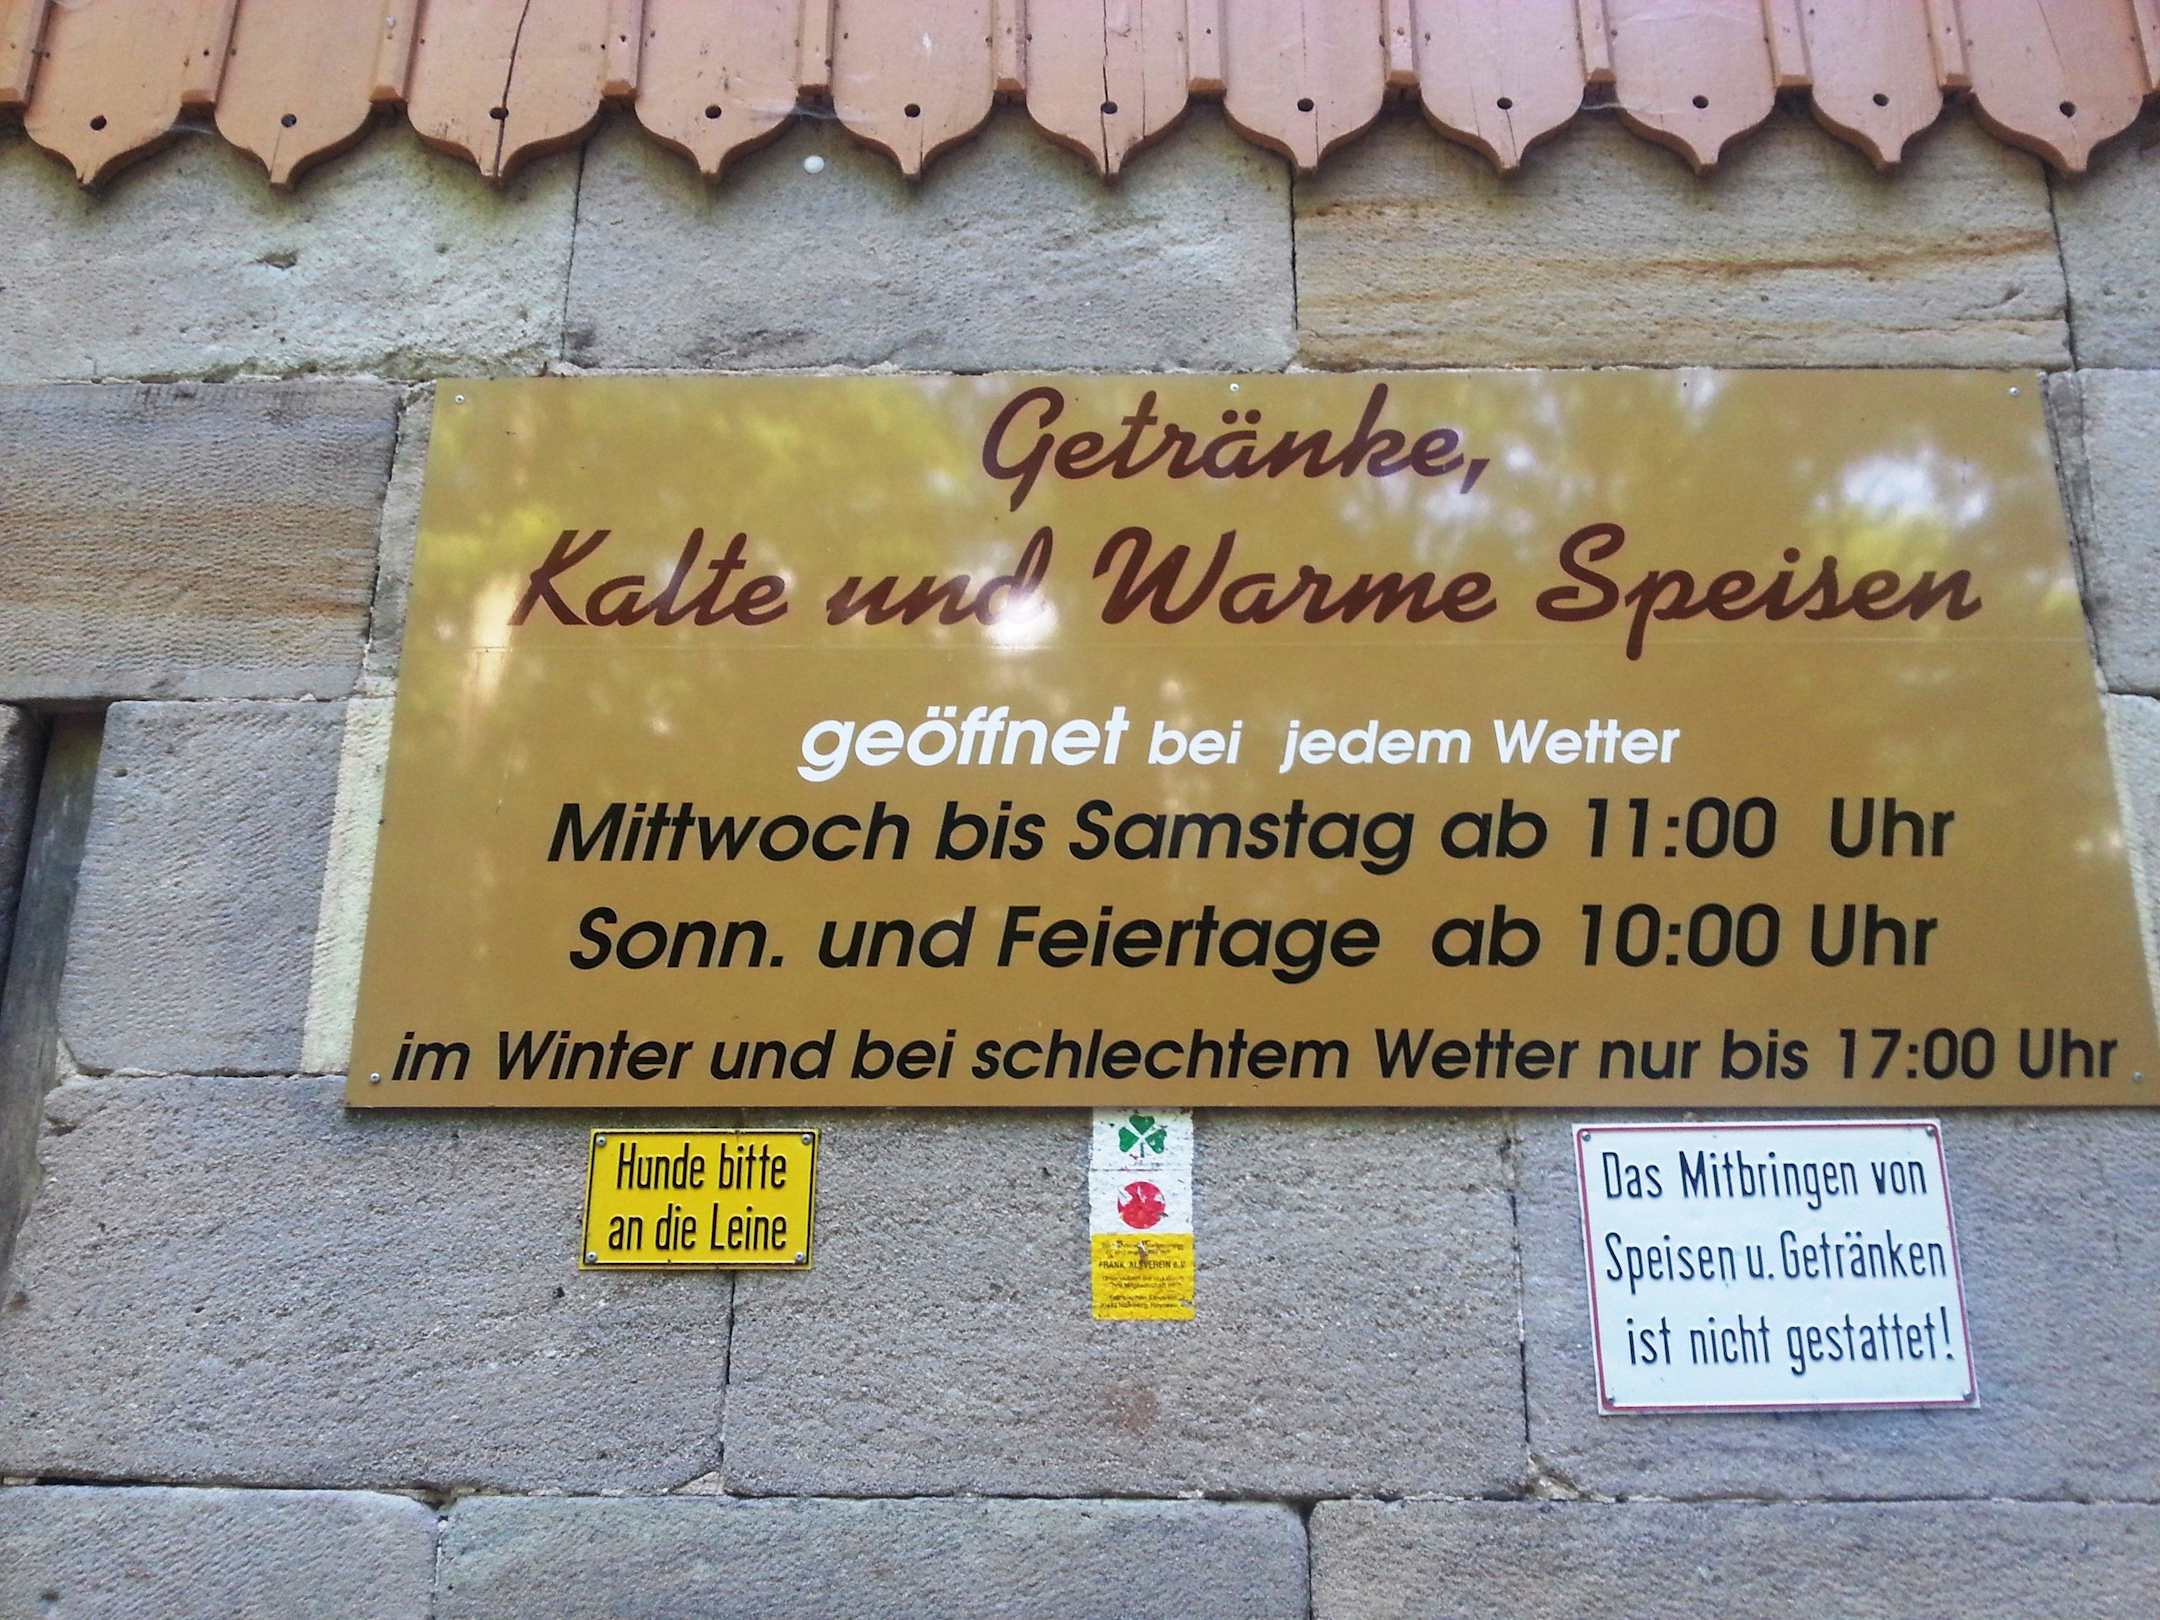 Getränke,
Kalte und Warme Speisen
geöffnet bei jedem Wetter
Mittwoch bis Samstag ab 11:00 Uhr
Sonn. und Feiertage ab 10:00 Uhr
im Winter und bei schlechtem Wetter nur bis 17:00 Uhr
Hunde bitte
an die Leine
FRÄNK. ALBVEREIN e.V.
Das Mitbringen von
Speisen u. Getränken
ist nicht gestattet!